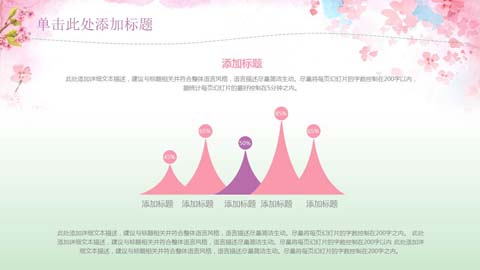 单击此处添加标题
添加标题
此处添加详细文本描述，建议与标题相关并符合整体语言风格，语言描述尽量简洁生动。尽量将每页幻灯片的字数控制在200字以内，
据统计每页幻灯片的最好控制在5分钟之内。
45%
65%
50%
85%
65%
添加标题 添加标题 添加标题 添加标题 添加标题
此处添加详细文本描述，建议与标题相关并符合整体语言风格，语言描述尽量简洁生动。尽量将每页幻灯片的字数控制在200字之内。 此处
添加详细文本描述，建议与标题相关并符合整体语言风格，语言描述尽量简洁生动。尽量将每页幻灯片的字数控制在200字以内 此处添加详
细文本描述，建议与标题相关并符合整体语言风格，语言描述尽量简洁生动。尽量将每页幻灯片的字数控制在200字之内。